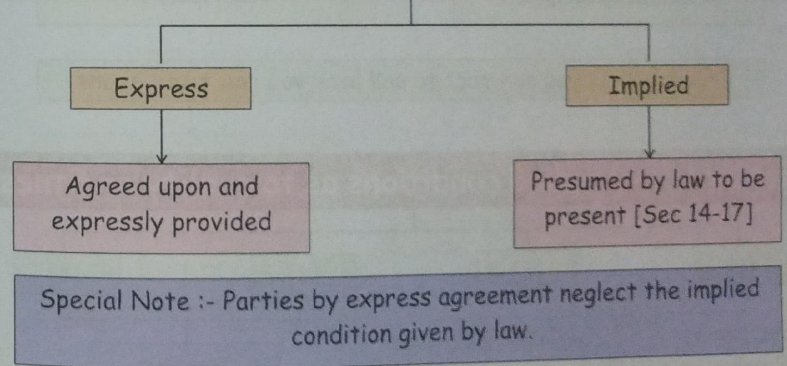 Express
Implied
Agreed upon and
expressly provided
Presumed by law to be
present [Sec 14-17]
Special Note :- Parties by express agreement neglect the implied
condition given by law.